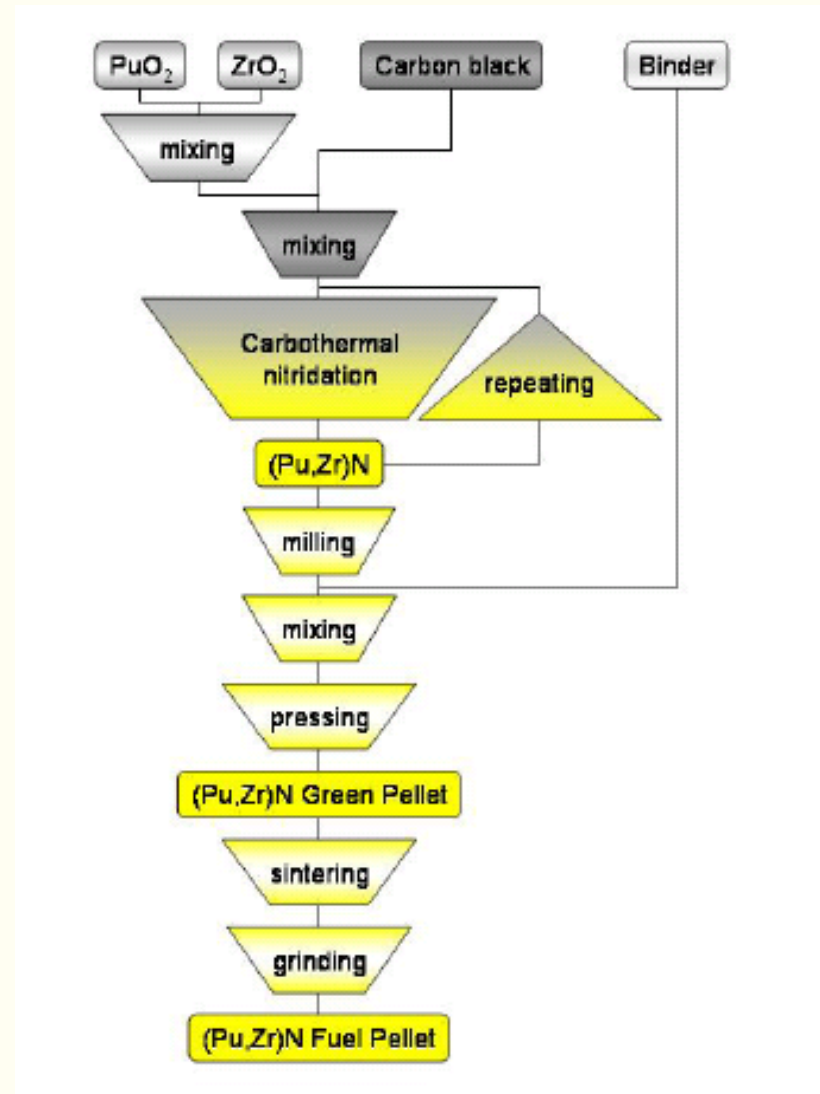 PuO₂
ZrO₂
Carbon black
Binder
mixing
mixing
Carbothermal
nitridation
repeating
(Pu,Zr)N
milling
mixing
pressing
(Pu,Zr)N Green Pellet
sintering
grinding
(Pu,Zr)N Fuel Pellet